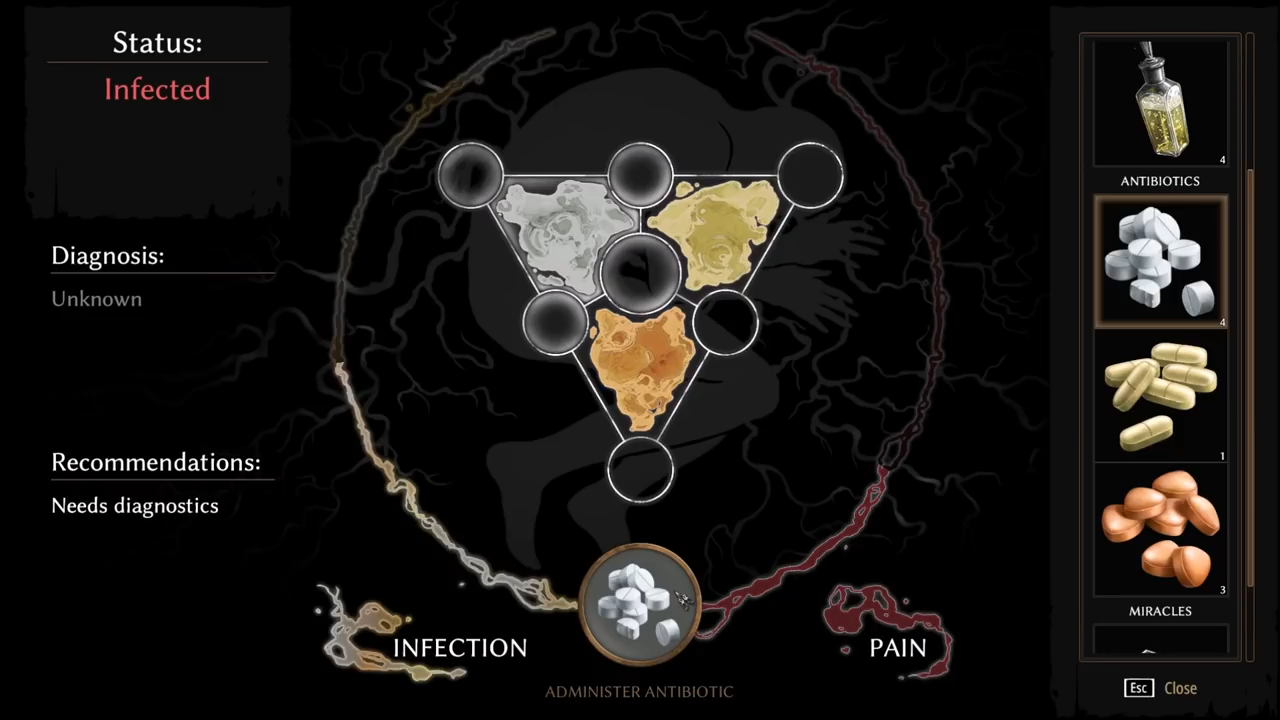 Status:
Infected
Diagnosis:
Unknown
Recommendations:
Needs diagnostics
INFECTION
PAIN
ADMINISTER ANTIBIOTIC
4
ANTIBIOTICS
4
1
3
MIRACLES
Esc Close